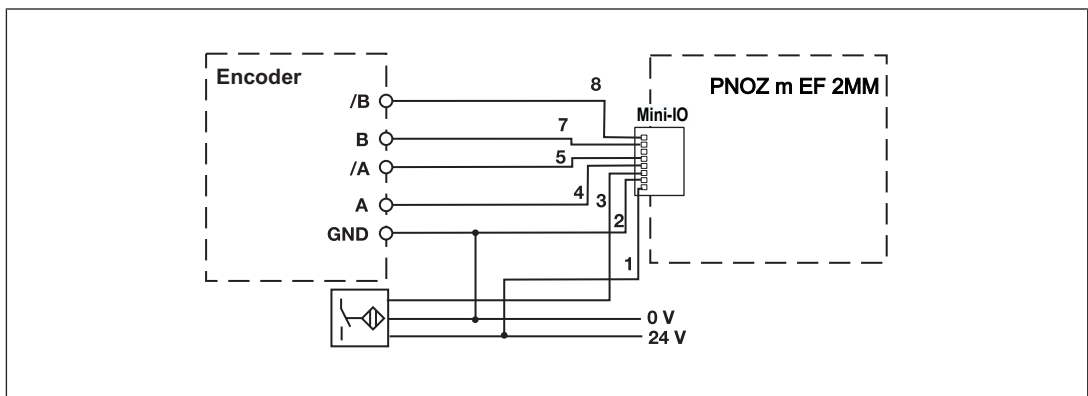 Encoder
PNOZ m EF 2MM
/B
8
Mini-IO
B
7
/A
5
A
4
3
GND
2
1
0 V
24 V